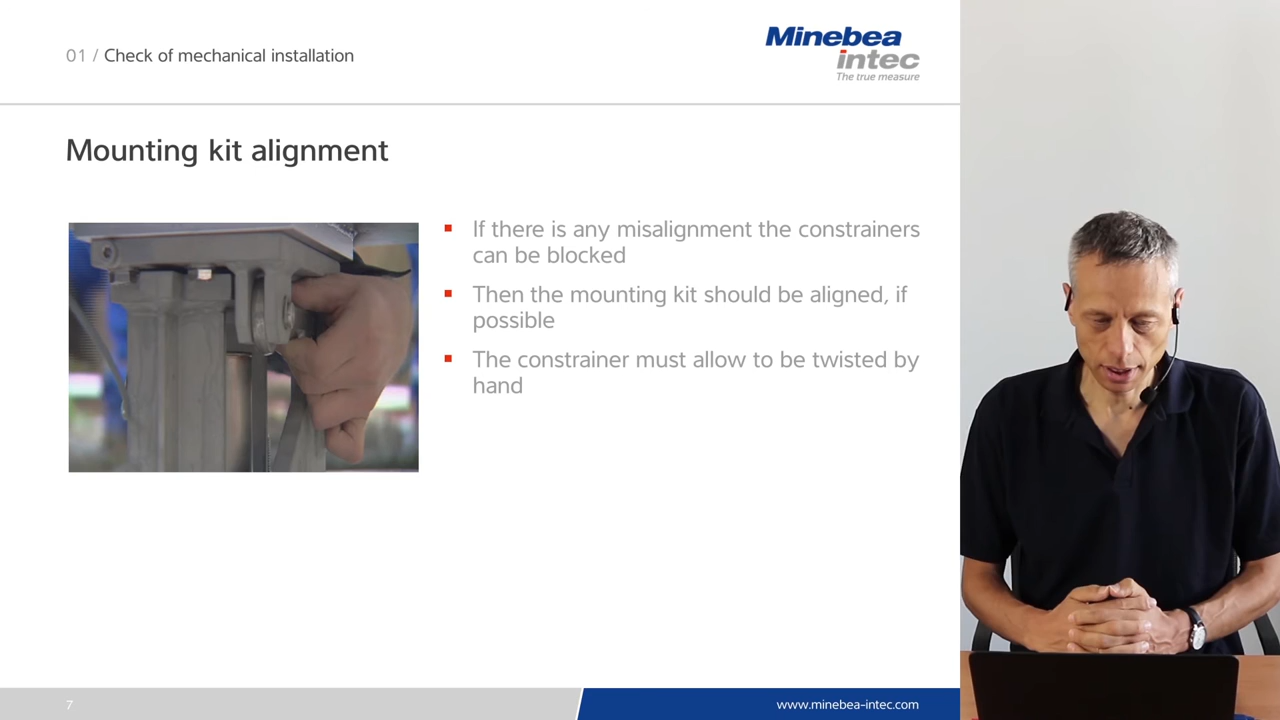 01 / Check of mechanical installation
Minebea
intec
The true measure
Mounting kit alignment
If there is any misalignment the constrainers
can be blocked
Then the mounting kit should be aligned, if
possible
The constrainer must allow to be twisted by
hand
7
www.minebea-intec.com